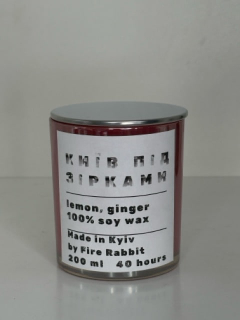 КИЇВ ПІД
ЗІРКАМИ
lemon, ginger
100% soy wax
Made in Kyiv
by Fire Rabbit
200 ml 40 hours